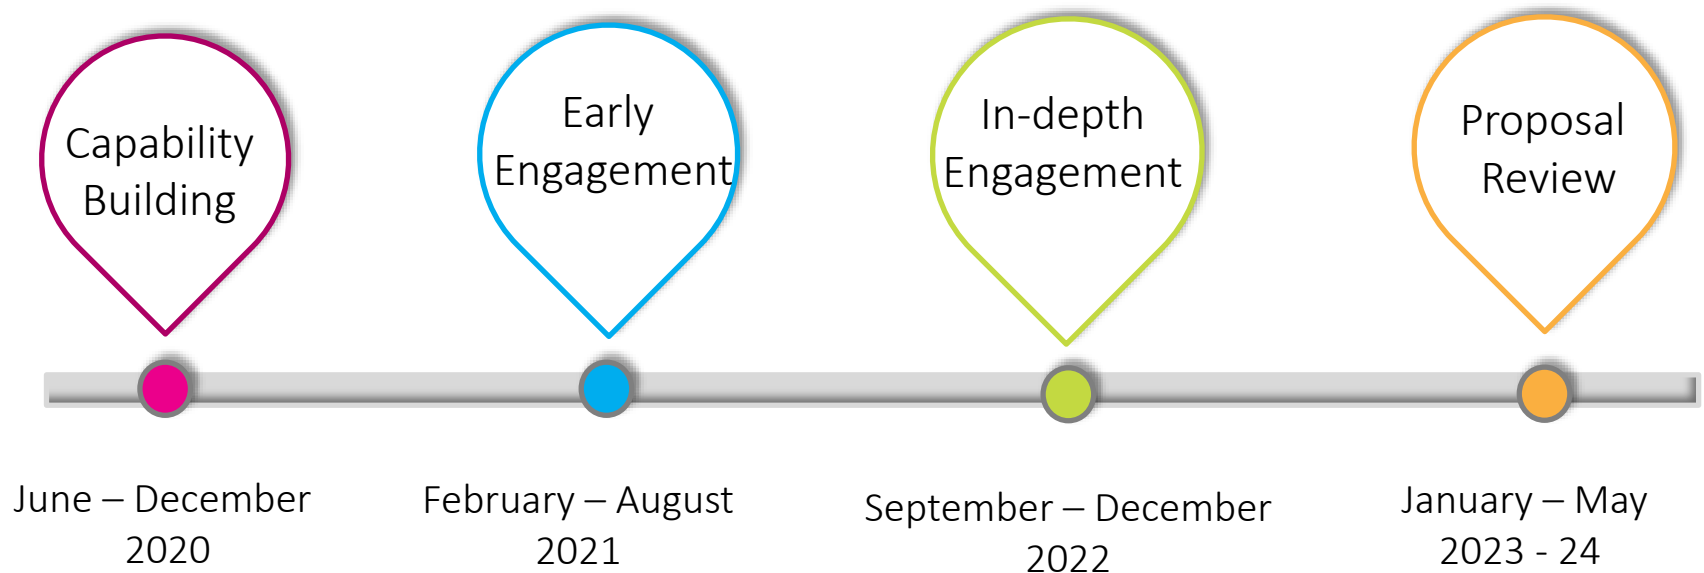 Capability
Building
Early
Engagement
In-depth
Engagement
Proposal
Review
June – December
2020
February – August
2021
September – December
2022
January – May
2023 - 24